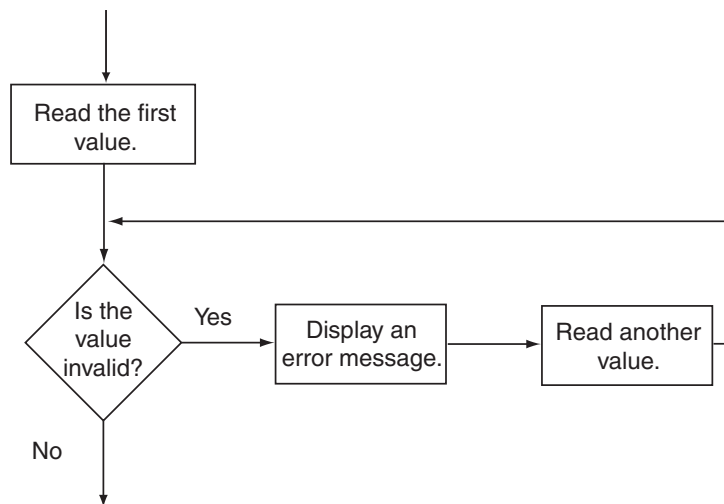 Read the first
value.
Is the
value
invalid?
Yes
Display an
error message.
Read another
value.
No